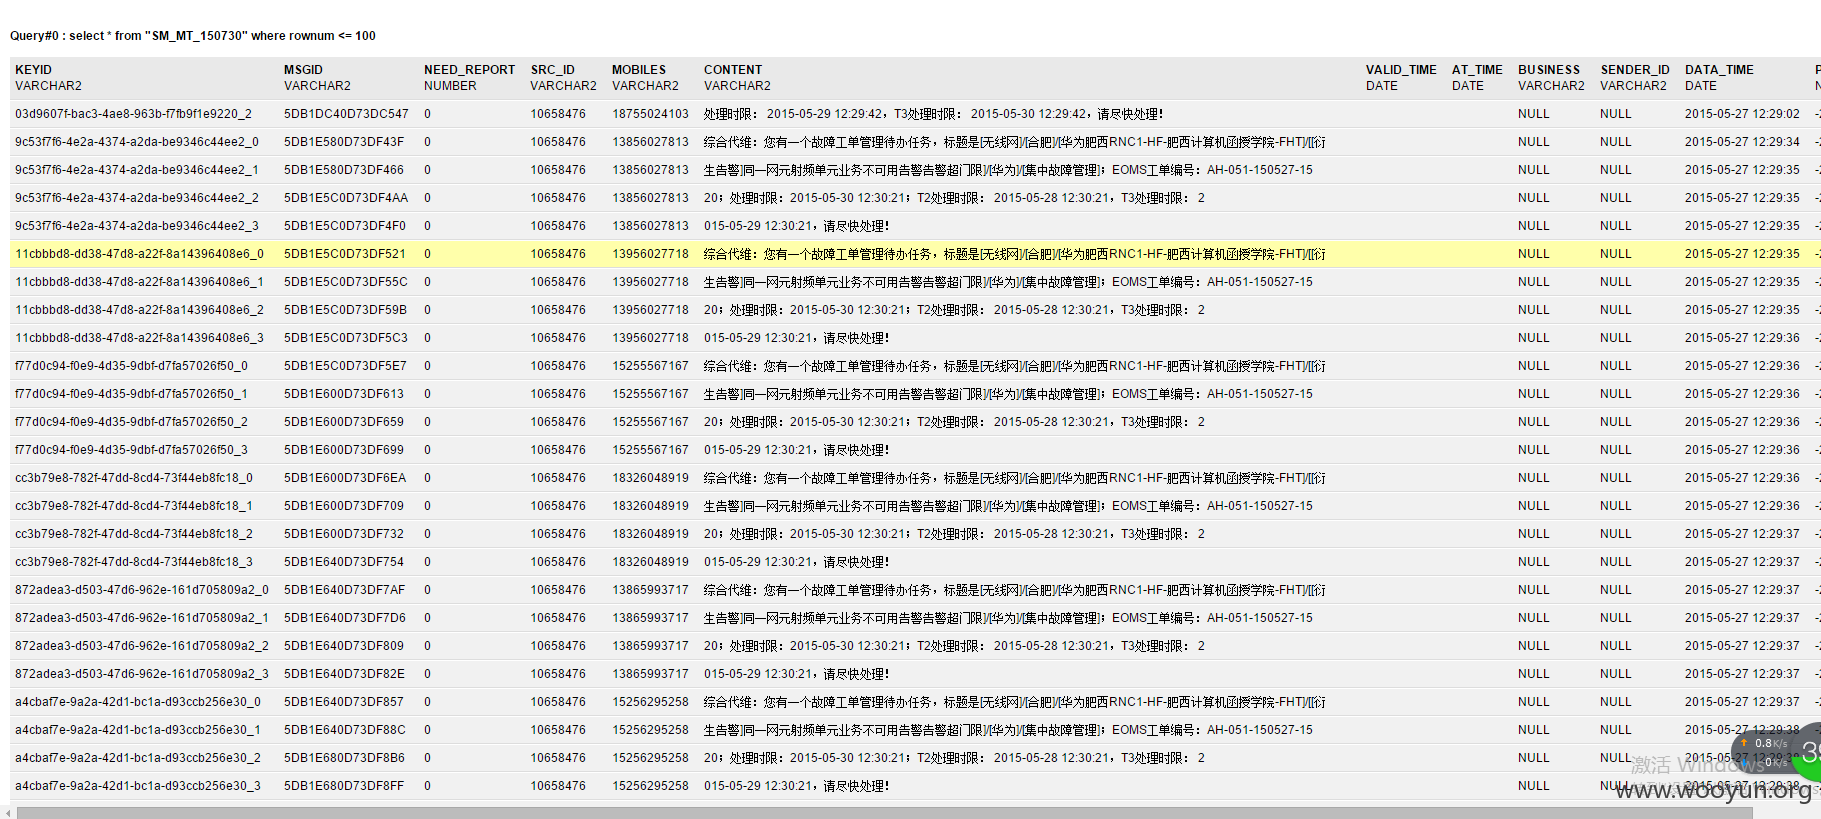 Query#0 : select * from "SM_MT_150730" where rownum <= 100
KEYID MSGID NEED_REPORT SRC_ID MOBILES CONTENT VALID_TIME AT_TIME BUSINESS SENDER_ID DATA_TIME
VARCHAR2 VARCHAR2 NUMBER VARCHAR2 VARCHAR2 VARCHAR2 DATE DATE VARCHAR2 VARCHAR2 DATE
03d9607f-bac3-4ae8-963b-f7fb9f1e9220_2 5DB1DC40D73DC547 0 10658476 18755024103 处理时限： 2015-05-29 12:29:42，T3处理时限： 2015-05-30 12:29:42，请尽快处理！ NULL NULL 2015-05-27 12:29:02
9c53f7f6-4e2a-4374-a2da-be9346c44ee2_0 5DB1E580D73DF43F 0 10658476 13856027813 综合代维：您有一个故障工单管理待办任务，标题是[无线网]/[合肥]/[华为肥西RNC1-HF-肥西计算机函授学院-FHT]/[[衍 NULL NULL 2015-05-27 12:29:34
9c53f7f6-4e2a-4374-a2da-be9346c44ee2_1 5DB1E580D73DF466 0 10658476 13856027813 生告警]同一网元射频单元业务不可用告警告警超门限]/[华为]/[集中故障管理]；EOMS工单编号：AH-051-150527-15 NULL NULL 2015-05-27 12:29:35
9c53f7f6-4e2a-4374-a2da-be9346c44ee2_2 5DB1E5C0D73DF4AA 0 10658476 13856027813 20；处理时限：2015-05-30 12:30:21；T2处理时限： 2015-05-28 12:30:21，T3处理时限： 2 NULL NULL 2015-05-27 12:29:35
9c53f7f6-4e2a-4374-a2da-be9346c44ee2_3 5DB1E5C0D73DF4F0 0 10658476 13856027813 015-05-29 12:30:21，请尽快处理！ NULL NULL 2015-05-27 12:29:35
11cbbbd8-dd38-47d8-a22f-8a14396408e6_0 5DB1E5C0D73DF521 0 10658476 13956027718 综合代维：您有一个故障工单管理待办任务，标题是[无线网]/[合肥]/[华为肥西RNC1-HF-肥西计算机函授学院-FHT]/[[衍 NULL NULL 2015-05-27 12:29:35
11cbbbd8-dd38-47d8-a22f-8a14396408e6_1 5DB1E5C0D73DF55C 0 10658476 13956027718 生告警]同一网元射频单元业务不可用告警告警超门限]/[华为]/[集中故障管理]；EOMS工单编号：AH-051-150527-15 NULL NULL 2015-05-27 12:29:35
11cbbbd8-dd38-47d8-a22f-8a14396408e6_2 5DB1E5C0D73DF59B 0 10658476 13956027718 20；处理时限：2015-05-30 12:30:21；T2处理时限： 2015-05-28 12:30:21，T3处理时限： 2 NULL NULL 2015-05-27 12:29:35
11cbbbd8-dd38-47d8-a22f-8a14396408e6_3 5DB1E5C0D73DF5C3 0 10658476 13956027718 015-05-29 12:30:21，请尽快处理！ NULL NULL 2015-05-27 12:29:36
f77d0c94-f0e9-4d35-9dbf-d7fa57026f50_0 5DB1E5C0D73DF5E7 0 10658476 15255567167 综合代维：您有一个故障工单管理待办任务，标题是[无线网]/[合肥]/[华为肥西RNC1-HF-肥西计算机函授学院-FHT]/[[衍 NULL NULL 2015-05-27 12:29:36
f77d0c94-f0e9-4d35-9dbf-d7fa57026f50_1 5DB1E600D73DF613 0 10658476 15255567167 生告警]同一网元射频单元业务不可用告警告警超门限]/[华为]/[集中故障管理]；EOMS工单编号：AH-051-150527-15 NULL NULL 2015-05-27 12:29:36
f77d0c94-f0e9-4d35-9dbf-d7fa57026f50_2 5DB1E600D73DF659 0 10658476 15255567167 20；处理时限：2015-05-30 12:30:21；T2处理时限： 2015-05-28 12:30:21，T3处理时限： 2 NULL NULL 2015-05-27 12:29:36
f77d0c94-f0e9-4d35-9dbf-d7fa57026f50_3 5DB1E600D73DF699 0 10658476 15255567167 015-05-29 12:30:21，请尽快处理！ NULL NULL 2015-05-27 12:29:36
cc3b79e8-782f-47dd-8cd4-73f44eb8fc18_0 5DB1E600D73DF6EA 0 10658476 18326048919 综合代维：您有一个故障工单管理待办任务，标题是[无线网]/[合肥]/[华为肥西RNC1-HF-肥西计算机函授学院-FHT]/[[衍 NULL NULL 2015-05-27 12:29:36
cc3b79e8-782f-47dd-8cd4-73f44eb8fc18_1 5DB1E600D73DF709 0 10658476 18326048919 生告警]同一网元射频单元业务不可用告警告警超门限]/[华为]/[集中故障管理]；EOMS工单编号：AH-051-150527-15 NULL NULL 2015-05-27 12:29:36
cc3b79e8-782f-47dd-8cd4-73f44eb8fc18_2 5DB1E600D73DF732 0 10658476 18326048919 20；处理时限：2015-05-30 12:30:21；T2处理时限： 2015-05-28 12:30:21，T3处理时限： 2 NULL NULL 2015-05-27 12:29:37
cc3b79e8-782f-47dd-8cd4-73f44eb8fc18_3 5DB1E640D73DF754 0 10658476 18326048919 015-05-29 12:30:21，请尽快处理！ NULL NULL 2015-05-27 12:29:37
872adea3-d503-47d6-962e-161d705809a2_0 5DB1E640D73DF7AF 0 10658476 13865993717 综合代维：您有一个故障工单管理待办任务，标题是[无线网]/[合肥]/[华为肥西RNC1-HF-肥西计算机函授学院-FHT]/[[衍 NULL NULL 2015-05-27 12:29:37
872adea3-d503-47d6-962e-161d705809a2_1 5DB1E640D73DF7D6 0 10658476 13865993717 生告警]同一网元射频单元业务不可用告警告警超门限]/[华为]/[集中故障管理]；EOMS工单编号：AH-051-150527-15 NULL NULL 2015-05-27 12:29:37
872adea3-d503-47d6-962e-161d705809a2_2 5DB1E640D73DF809 0 10658476 13865993717 20；处理时限：2015-05-30 12:30:21；T2处理时限： 2015-05-28 12:30:21，T3处理时限： 2 NULL NULL 2015-05-27 12:29:37
872adea3-d503-47d6-962e-161d705809a2_3 5DB1E640D73DF82E 0 10658476 13865993717 015-05-29 12:30:21，请尽快处理！ NULL NULL 2015-05-27 12:29:37
a4cbaf7e-9a2a-42d1-bc1a-d93ccb256e30_0 5DB1E640D73DF857 0 10658476 15256295258 综合代维：您有一个故障工单管理待办任务，标题是[无线网]/[合肥]/[华为肥西RNC1-HF-肥西计算机函授学院-FHT]/[[衍 NULL NULL 2015-05-27 12:29:37
a4cbaf7e-9a2a-42d1-bc1a-d93ccb256e30_1 5DB1E640D73DF88C 0 10658476 15256295258 生告警]同一网元射频单元业务不可用告警告警超门限]/[华为]/[集中故障管理]；EOMS工单编号：AH-051-150527-15 NULL NULL 2015-05-27 12:29:38
a4cbaf7e-9a2a-42d1-bc1a-d93ccb256e30_2 5DB1E680D73DF8B6 0 10658476 15256295258 20；处理时限：2015-05-30 12:30:21；T2处理时限： 2015-05-28 12:30:21，T3处理时限： 2 NULL NULL 2015-05-27 12:29:38
a4cbaf7e-9a2a-42d1-bc1a-d93ccb256e30_3 5DB1E680D73DF8FF 0 10658476 15256295258 015-05-29 12:30:21，请尽快处理！ NULL NULL 2015-05-27 12:29:38
0.8K/s
0K/s
激活 Windows
www.wooyun.org